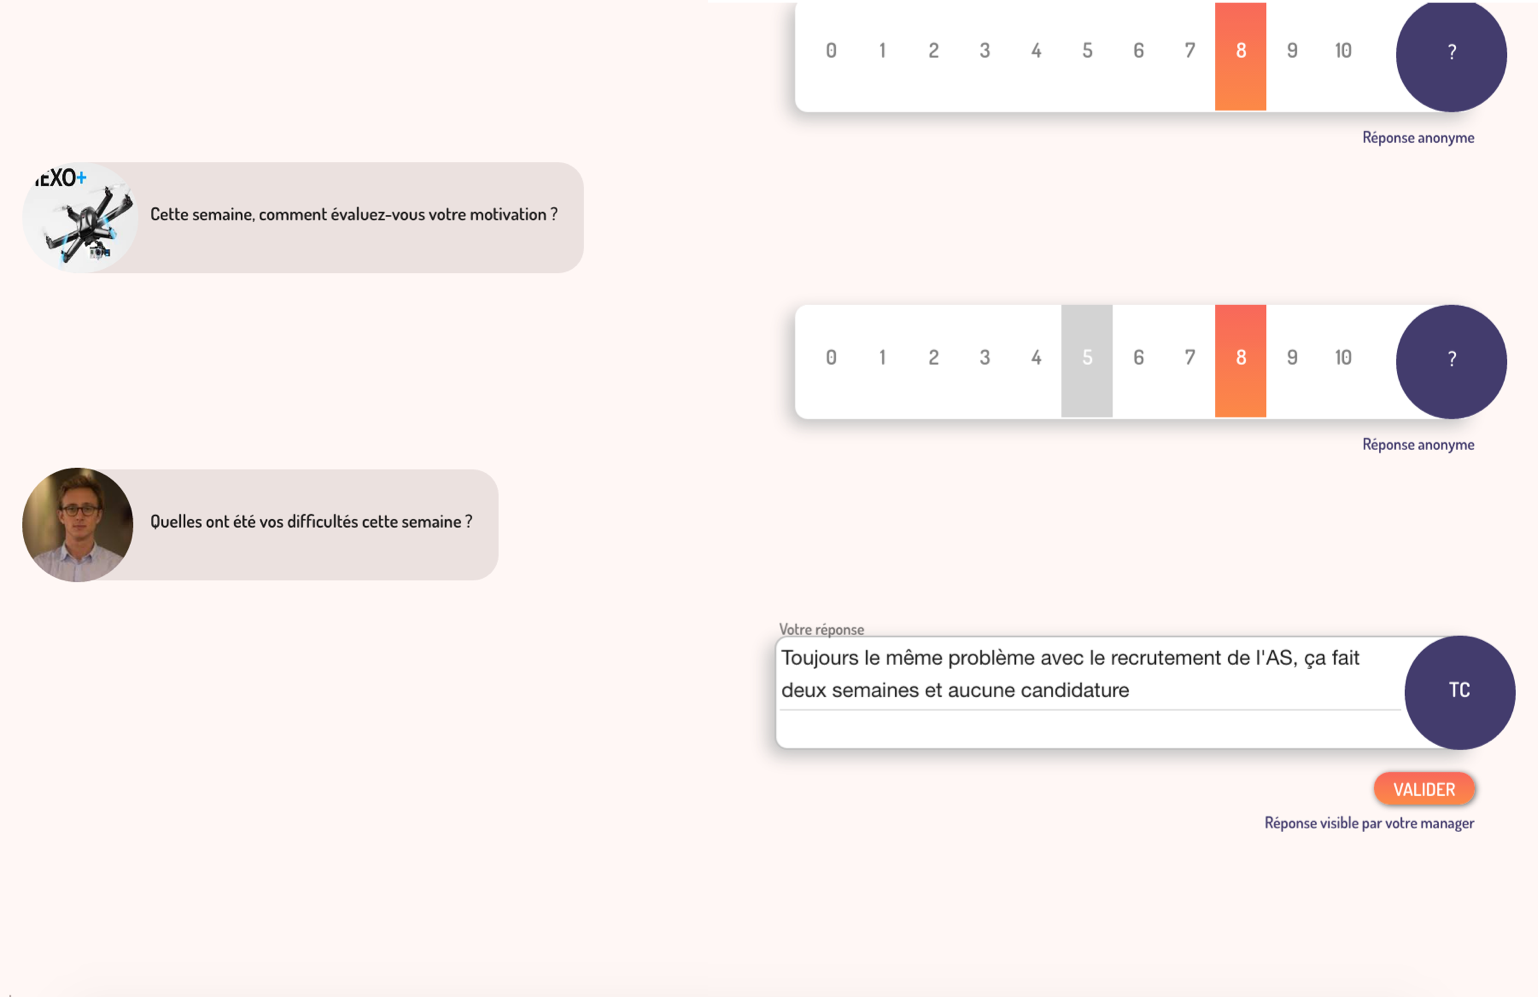 0 1 2 3 4 5 6 7 8 9 10 ?
Réponse anonyme
EXO+
Cette semaine, comment évaluez-vous votre motivation ?
0 1 2 3 4 5 6 7 8 9 10 ?
Réponse anonyme
Quelles ont été vos difficultés cette semaine ?
Votre réponse
Toujours le même problème avec le recrutement de l'AS, ça fait
deux semaines et aucune candidature
TC
VALIDER
Réponse visible par votre manager